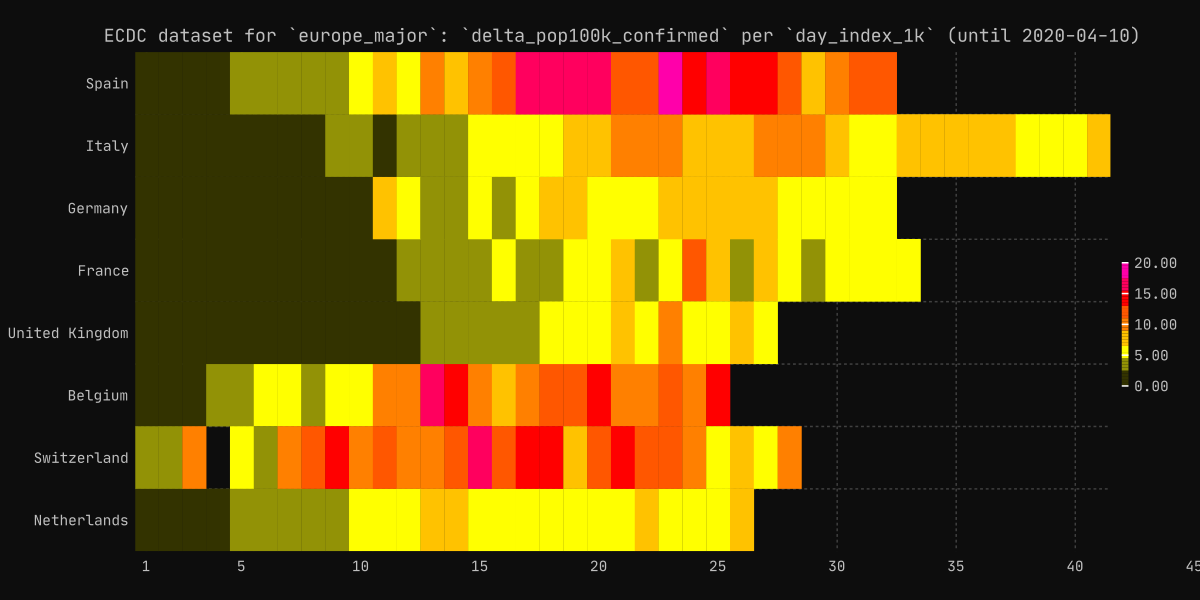 ECDC dataset for `europe_major`: `delta_pop100k_confirmed` per `day_index_1k` (until 2020-04-10)
Spain
Italy
Germany
France
United Kingdom
Belgium
Switzerland
Netherlands
20.00
15.00
10.00
5.00
0.00
1 5 10 15 20 25 30 35 40 45